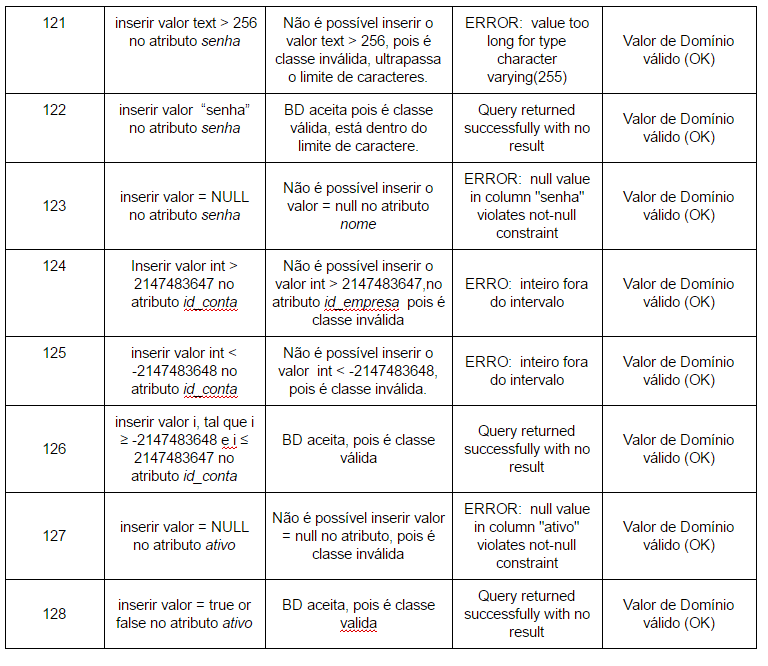 121
inserir valor text > 256
no atributo senha
Não é possível inserir o
valor text > 256, pois é
classe inválida, ultrapassa
o limite de caracteres.
ERROR:  value too
long for type
character
varying(255)
Valor de Domínio
válido (OK)
122
inserir valor  “senha”
no atributo senha
BD aceita pois é classe
válida, está dentro do
limite de caractere.
Query returned
successfully with no
result
Valor de Domínio
válido (OK)
123
inserir valor = NULL
no atributo senha
Não é possível inserir o
valor = null no atributo
nome
ERROR:  null value
in column "senha"
violates not-null
constraint
Valor de Domínio
válido (OK)
124
Inserir valor int >
2147483647 no
atributo id_conta
Não é possível inserir o
valor int > 2147483647,no
atributo id_empresa  pois é
classe inválida
ERRO:  inteiro fora
do intervalo
Valor de Domínio
válido (OK)
125
inserir valor int <
-2147483648 no
atributo id_conta
Não é possível inserir o
valor  int < -2147483648,
pois é classe inválida.
ERRO:  inteiro fora
do intervalo
Valor de Domínio
válido (OK)
126
inserir valor i, tal que i
≥ -2147483648 e i ≤
2147483647 no
atributo id_conta
BD aceita, pois é classe
válida
Query returned
successfully with no
result
Valor de Domínio
válido (OK)
127
inserir valor = NULL
no atributo ativo
Não é possível inserir valor
= null no atributo, pois é
classe inválida
ERROR:  null value
in column "ativo"
violates not-null
constraint
Valor de Domínio
válido (OK)
128
inserir valor = true or
false no atributo ativo
BD aceita, pois é classe
valida
Query returned
successfully with no
result
Valor de Domínio
válido (OK)